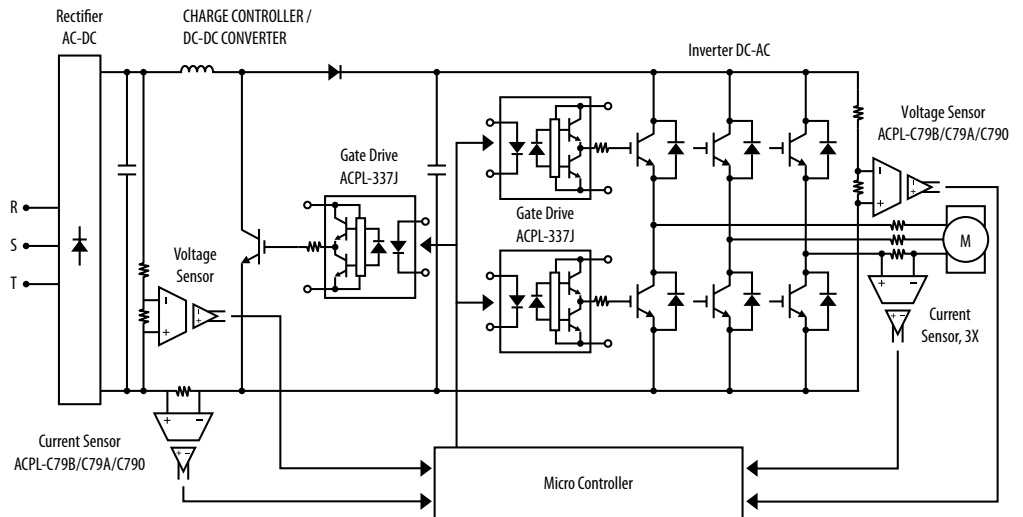 Rectifier
AC-DC
CHARGE CONTROLLER /
DC-DC CONVERTER
Inverter DC-AC
Voltage Sensor
ACPL-C79B/C79A/C790
Gate Drive
ACPL-337J
Gate Drive
ACPL-337J
R
S
T
Voltage
Sensor
M
Current
Sensor, 3X
Current Sensor
ACPL-C79B/C79A/C790
Micro Controller